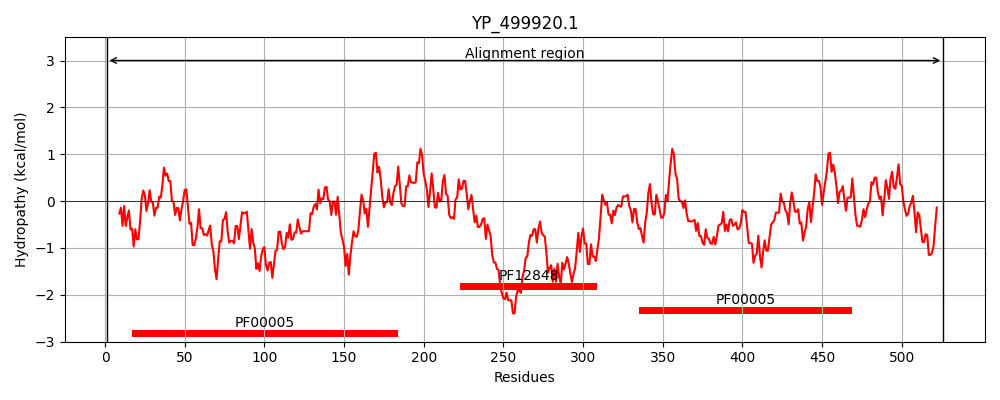 YP_499920.1
Alignment region
Hydropathy (kcal/mol)
3
2
1
0
−1
−2
−3
PF12848
PF00005
PF00005
0
50
100
150
200
250
300
350
400
450
500
Residues